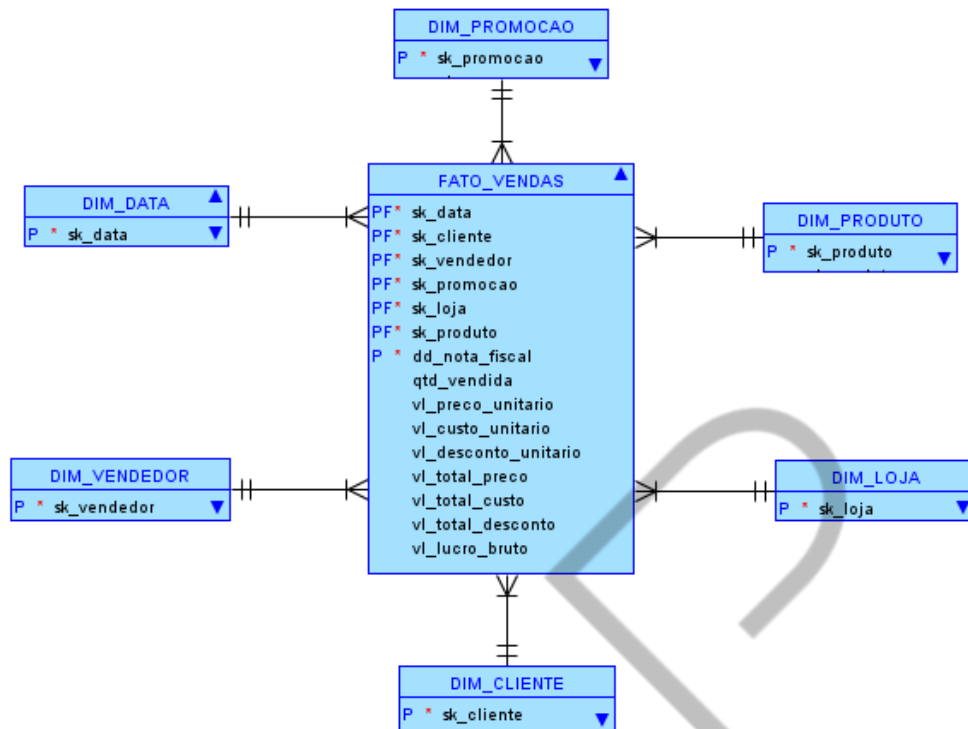 DIM_PROMOCAO
P * sk_promocao
DIM_DATA
P * sk_data
FATO_VENDAS
PF* sk_data
PF* sk_cliente
PF* sk_vendedor
PF* sk_promocao
PF* sk_loja
PF* sk_produto
P * dd_nota_fiscal
qtd_vendida
vl_preco_unitario
vl_custo_unitario
vl_desconto_unitario
vl_total_preco
vl_total_custo
vl_total_desconto
vl_lucro_bruto
DIM_PRODUTO
P * sk_produto
DIM_VENDEDOR
P * sk_vendedor
DIM_LOJA
P * sk_loja
DIM_CLIENTE
P * sk_cliente